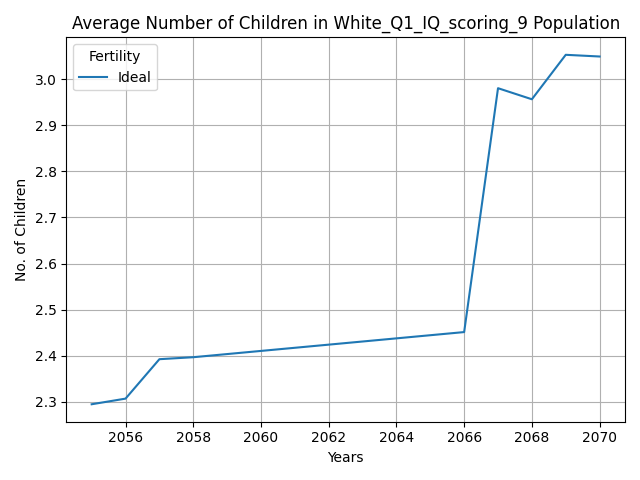 Average Number of Children in White_Q1_IQ_scoring_9 Population
Fertility
Ideal
3.0
2.9
2.8
2.7
2.6
2.5
2.4
2.3
No. of Children
2056 2058 2060 2062 2064 2066 2068 2070
Years